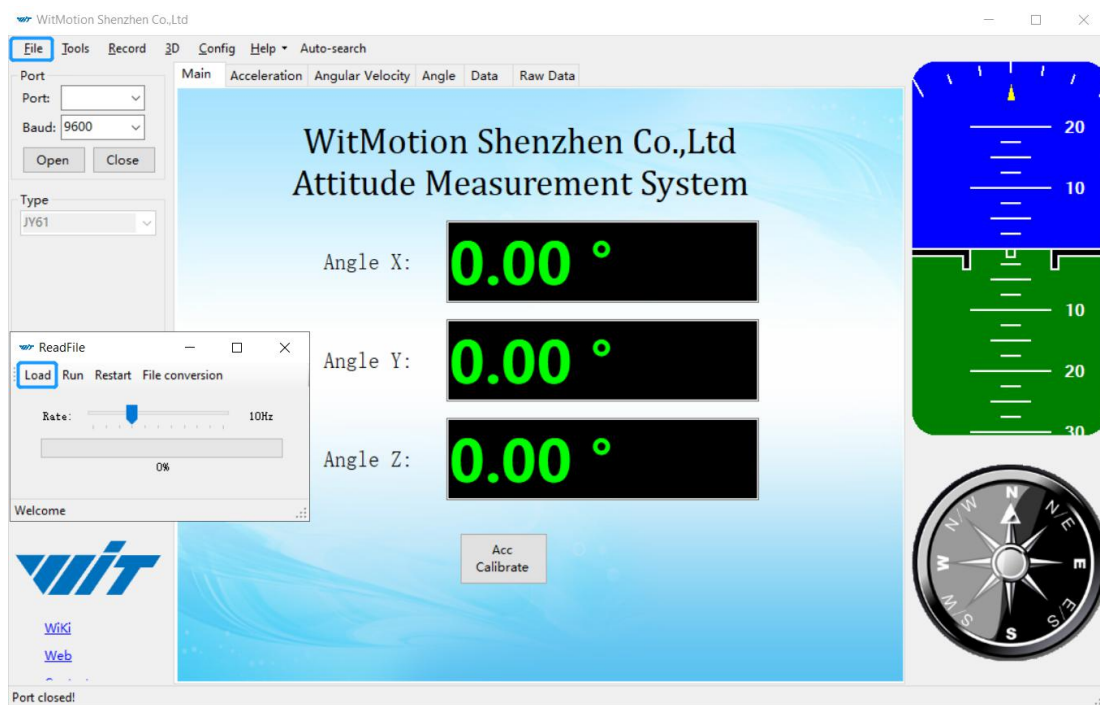 WitMotion Shenzhen Co.,Ltd
File Tools Record 3D Config Help Auto-search
Port
Port:
Baud: 9600
Open Close
Type
JY61
Main Acceleration Angular Velocity Angle Data Raw Data
WitMotion Shenzhen Co.,Ltd
Attitude Measurement System
Angle X: 0.00 °
Angle Y: 0.00 °
Angle Z: 0.00 °
Acc
Calibrate
ReadFile
Load Run Restart File conversion
Rate: 10Hz
0%
Welcome
WIT
WiKi
Web
Port closed!
20
10
10
20
30
N
N/E
E
E/S
S
S/W
W
N/W